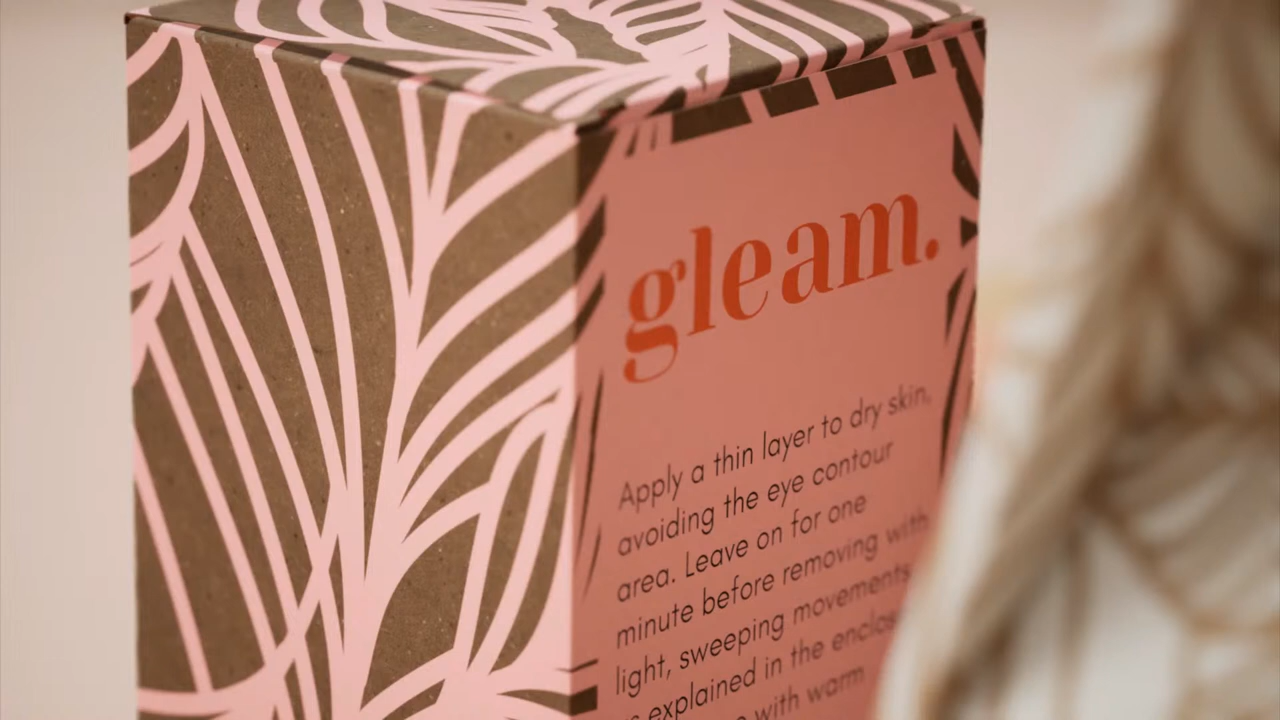 gleam.
Apply a thin layer to dry skin,
avoiding the eye contour
area. Leave on for one
minute before removing with
light, sweeping movements
explained in the
with warm